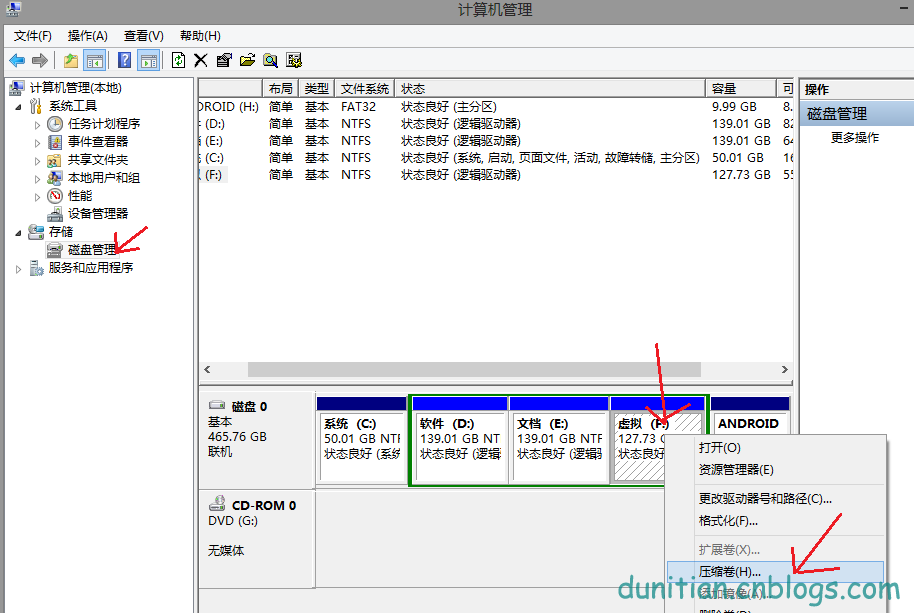 计算机管理
文件(F) 操作(A) 查看(V) 帮助(H)
计算机管理(本地)
系统工具
任务计划程序
事件查看器
共享文件夹
本地用户和组
性能
设备管理器
存储
磁盘管理
服务和应用程序
布局 类型 文件系统 状态 容量 可
DROID (H:) 简单 基本 FAT32 状态良好 (主分区) 9.99 GB 8.
(D:) 简单 基本 NTFS 状态良好 (逻辑驱动器) 139.01 GB 82
(E:) 简单 基本 NTFS 状态良好 (逻辑驱动器) 139.01 GB 64
(C:) 简单 基本 NTFS 状态良好 (系统, 启动, 页面文件, 活动, 故障转储, 主分区) 50.01 GB 16
(F:) 简单 基本 NTFS 状态良好 (逻辑驱动器) 127.73 GB 55
操作
磁盘管理
更多操作
磁盘 0
基本
465.76 GB
联机
系统 (C:)
50.01 GB NTF
状态良好 (系统
软件 (D:)
139.01 GB NT
状态良好 (逻辑
文档 (E:)
139.01 GB NTF
状态良好 (逻辑
虚拟 (F:)
127.73
状态良好
ANDROID
CD-ROM 0
DVD (G:)
无媒体
打开(O)
资源管理器(E)
更改驱动器号和路径(C)...
格式化(F)...
扩展卷(X)...
压缩卷(H)...
添加镜像(A)...
dunitian.cnblogs.com